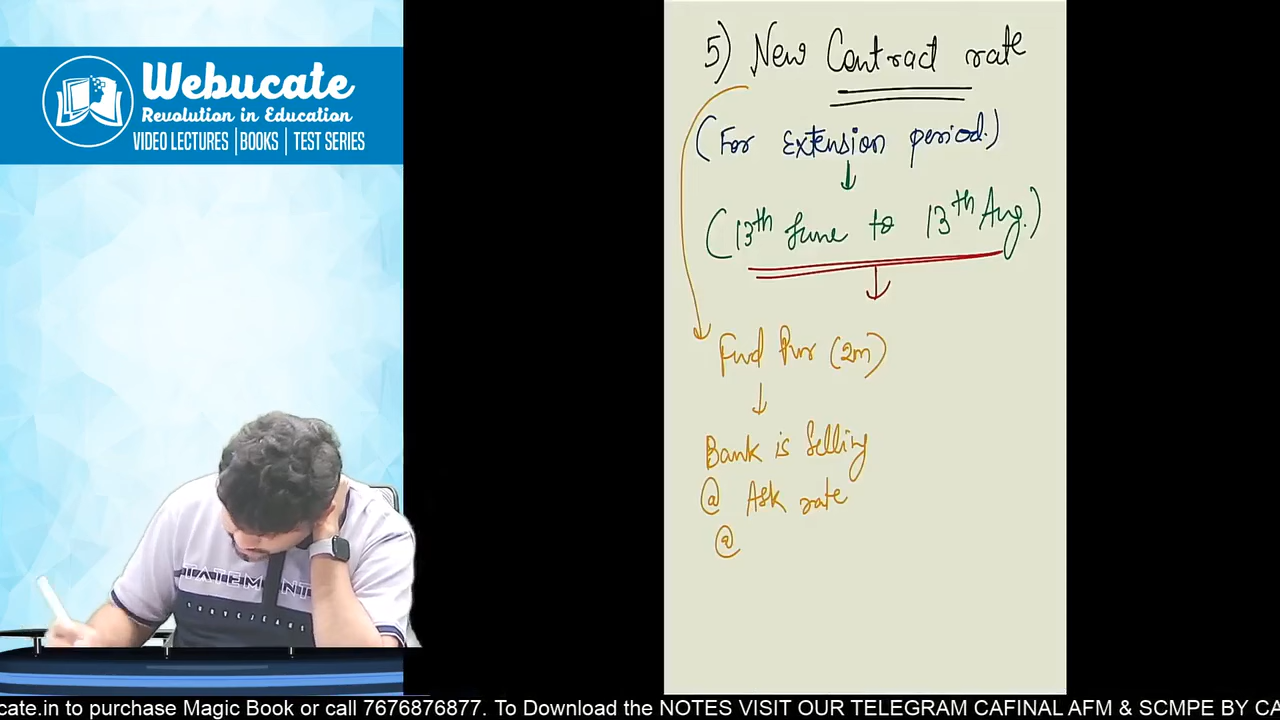 Webucate
Revolution in Education
VIDEO LECTURES | BOOKS | TEST SERIES
5) New Contract rate
(For extension period.)
(13th June to 13th Aug.)
Fwd Pur (2m)
Bank is Selling
@ Ask rate
@
TATEMENT
cate.in to purchase Magic Book or call 7676876877. To Download the NOTES VISIT OUR TELEGRAM CAFINAL AFM & SCMPE BY CA